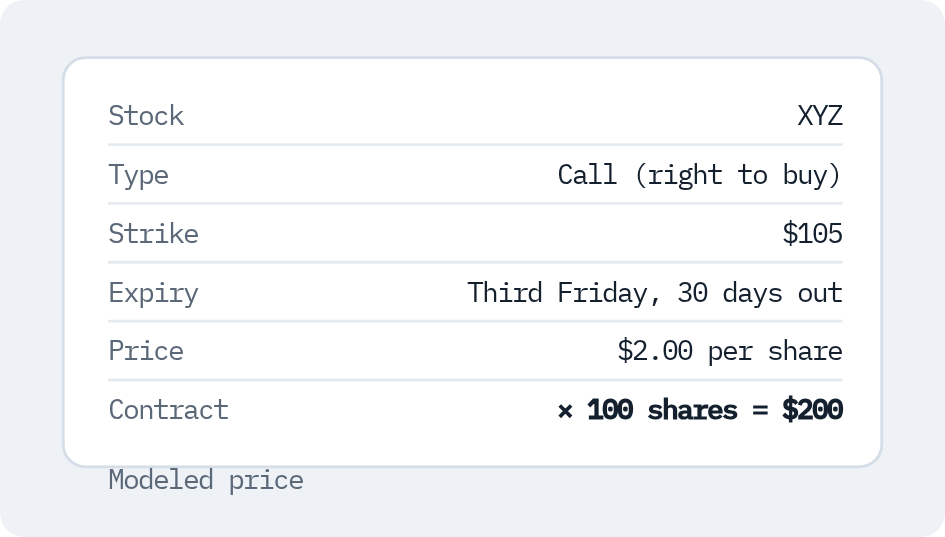 Stock XYZ
Type Call (right to buy)
Strike $105
Expiry Third Friday, 30 days out
Price $2.00 per share
Contract × 100 shares = $200
Modeled price